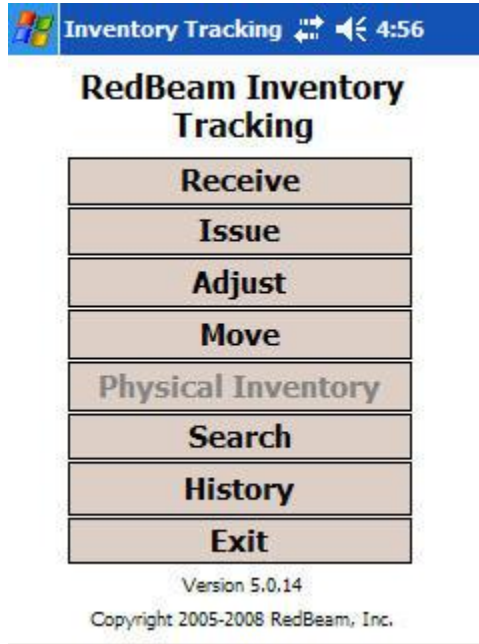 Inventory Tracking 4:56
RedBeam Inventory
Tracking
Receive
Issue
Adjust
Move
Physical Inventory
Search
History
Exit
Version 5.0.14
Copyright 2005-2008 RedBeam, Inc.